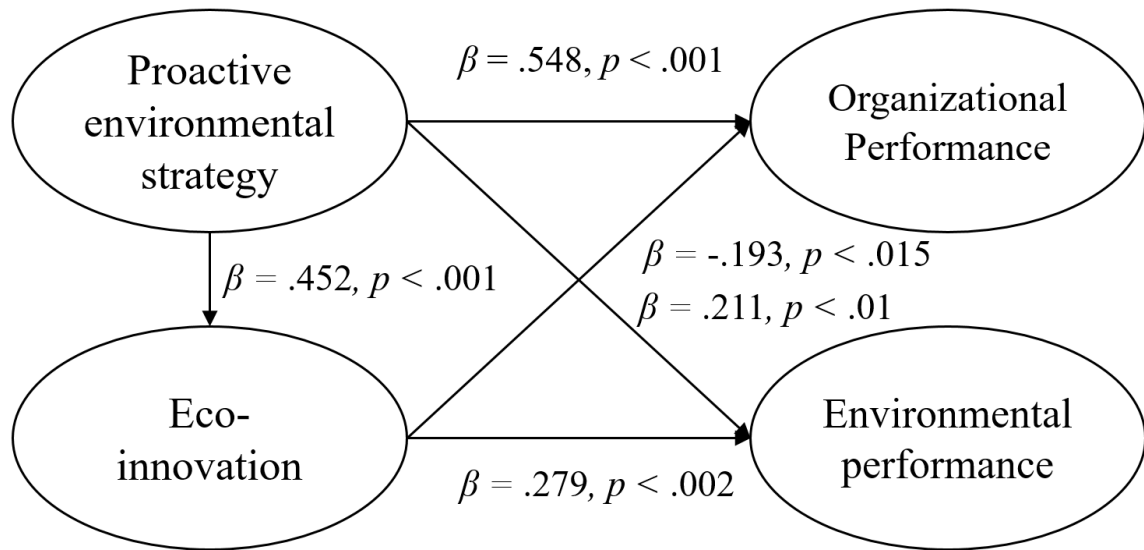 Proactive
environmental
strategy
β = .548, p < .001
Organizational
Performance
β = -.193, p < .015
β = .452, p < .001
β = .211, p < .01
Eco-
innovation
Environmental
performance
β = .279, p < .002